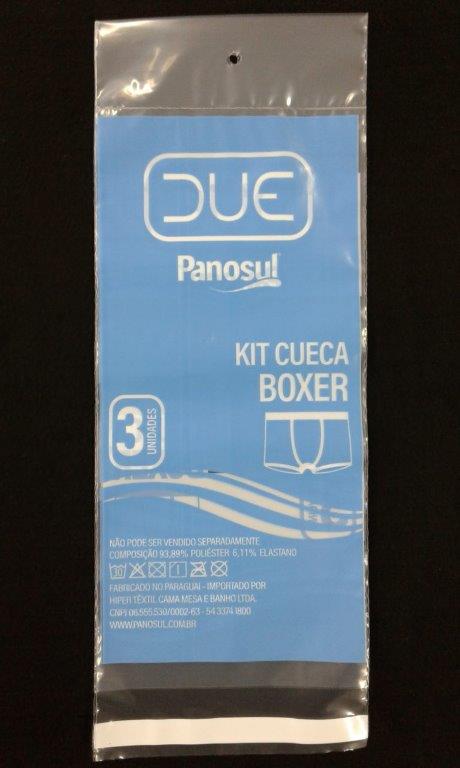 DUE
Panosul
KIT CUECA
BOXER
3
UNIDADES
NÃO PODE SER VENDIDO SEPARADAMENTE
COMPOSIÇÃO 93,89% POLIÉSTER 6,11% ELASTANO
30
FABRICADO NO PARAGUAI - IMPORTADO POR
HIPER TÊXTIL CAMA MESA E BANHO LTDA.
CNPJ 06.555.530/0002-63 - 54 3374 1800
WWW.PANOSUL.COM.BR